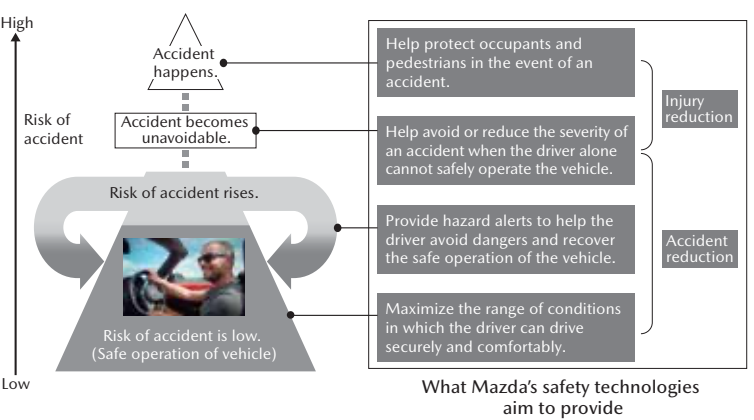 High
Risk of
accident
Low
Accident
happens.
Accident becomes
unavoidable.
Risk of accident rises.
Risk of accident is low.
(Safe operation of vehicle)
Help protect occupants and
pedestrians in the event of an
accident.
Help avoid or reduce the severity of
an accident when the driver alone
cannot safely operate the vehicle.
Provide hazard alerts to help the
driver avoid dangers and recover
the safe operation of the vehicle.
Maximize the range of conditions
in which the driver can drive
securely and comfortably.
Injury
reduction
Accident
reduction
What Mazda’s safety technologies
aim to provide